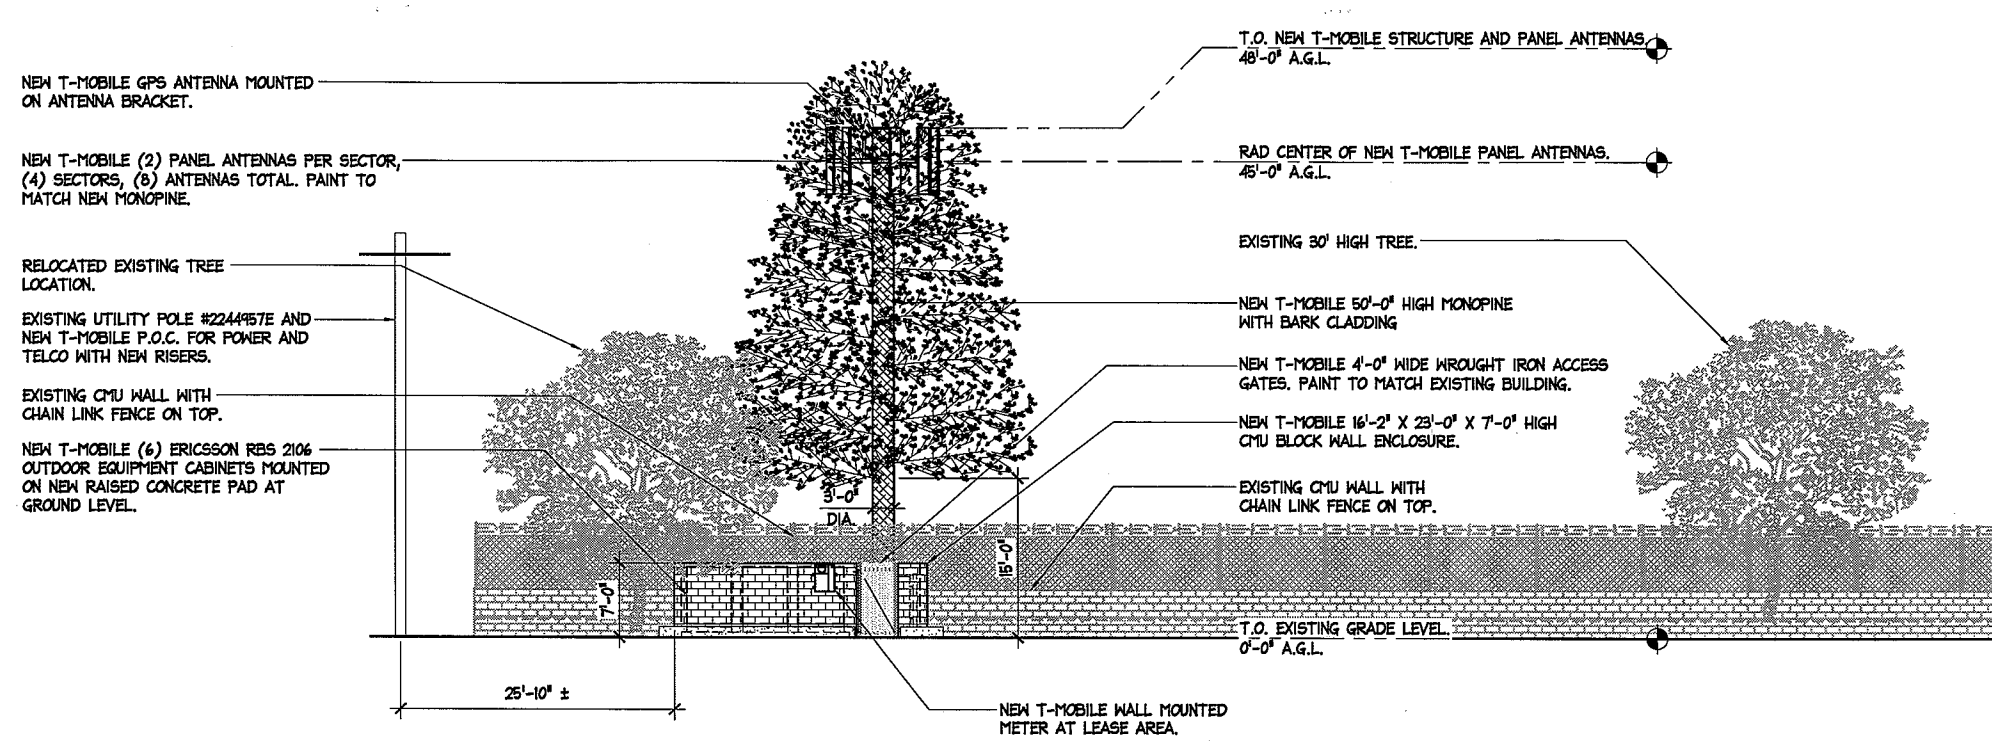 NEW T-MOBILE GPS ANTENNA MOUNTED
ON ANTENNA BRACKET.
NEW T-MOBILE (2) PANEL ANTENNAS PER SECTOR,
(4) SECTORS, (8) ANTENNAS TOTAL. PAINT TO
MATCH NEW MONOPINE.
RELOCATED EXISTING TREE
LOCATION.
EXISTING UTILITY POLE #2244957E AND
NEW T-MOBILE P.O.C. FOR POWER AND
TELCO WITH NEW RISERS.
EXISTING CMU WALL WITH
CHAIN LINK FENCE ON TOP.
NEW T-MOBILE (6) ERICSSON RBS 2106
OUTDOOR EQUIPMENT CABINETS MOUNTED
ON NEW RAISED CONCRETE PAD AT
GROUND LEVEL.
25'-10" ±
7'-0"
3'-0"
DIA.
15'-0"
T.O. NEW T-MOBILE STRUCTURE AND PANEL ANTENNAS
48'-0" A.G.L.
RAD CENTER OF NEW T-MOBILE PANEL ANTENNAS.
45'-0" A.G.L.
EXISTING 30' HIGH TREE.
NEW T-MOBILE 50'-0" HIGH MONOPINE
WITH BARK CLADDING
NEW T-MOBILE 4'-0" WIDE WROUGHT IRON ACCESS
GATES. PAINT TO MATCH EXISTING BUILDING.
NEW T-MOBILE 16'-2" X 23'-0" X 7'-0" HIGH
CMU BLOCK WALL ENCLOSURE.
EXISTING CMU WALL WITH
CHAIN LINK FENCE ON TOP.
T.O. EXISTING GRADE LEVEL.
0'-0" A.G.L.
NEW T-MOBILE WALL MOUNTED
METER AT LEASE AREA.